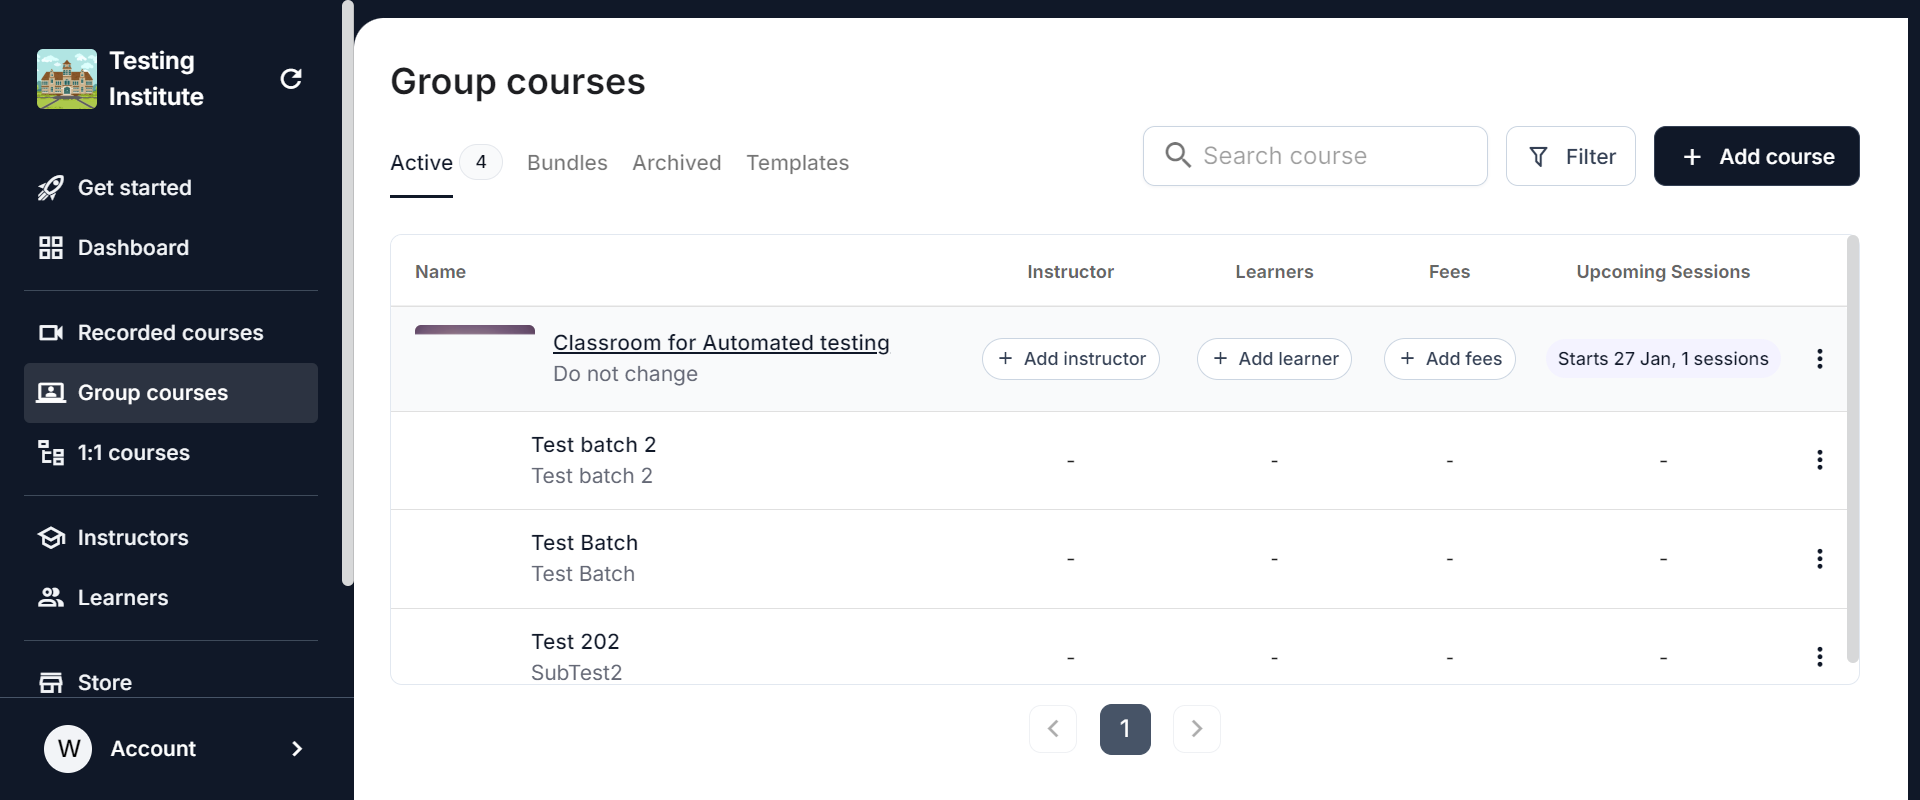 Testing
Institute
Get started
Dashboard
Recorded courses
Group courses
1:1 courses
Instructors
Learners
Store
W Account
Group courses
Active 4 Bundles Archived Templates
Search course Filter + Add course
Name Instructor Learners Fees Upcoming Sessions
Classroom for Automated testing
Do not change
+ Add instructor + Add learner + Add fees Starts 27 Jan, 1 sessions
Test batch 2
Test batch 2
- - - -
Test Batch
Test Batch
- - - -
Test 202
SubTest2
- - - -
1